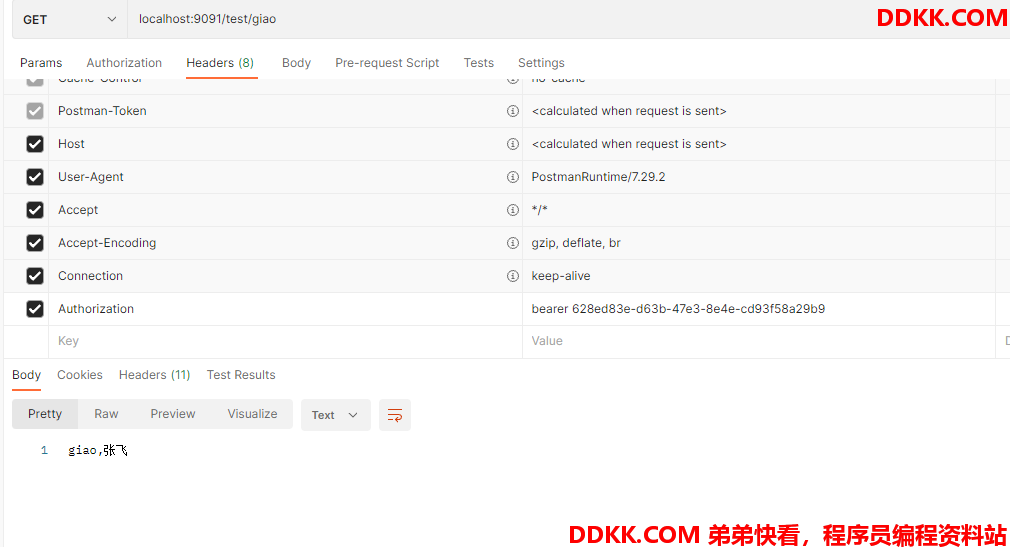 GET localhost:9091/test/giao DDKK.COM
Params Authorization Headers (8) Body Pre-request Script Tests Settings
Cache-Control no-cache
Postman-Token <calculated when request is sent>
Host <calculated when request is sent>
User-Agent PostmanRuntime/7.29.2
Accept */*
Accept-Encoding gzip, deflate, br
Connection keep-alive
Authorization bearer 628ed83e-d63b-47e3-8e4e-cd93f58a29b9
Key Value D
Body Cookies Headers (11) Test Results
Pretty Raw Preview Visualize Text
1 giao,张飞
DDKK.COM 弟弟快看，程序员编程资料站